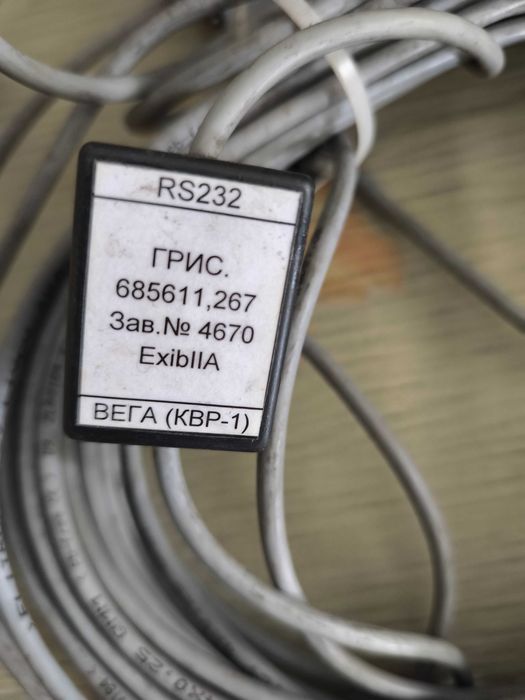 RS232
ГРИС.
685611,267
Зав.№ 4670
ExibIIA
ВЕГА (КВР-1)